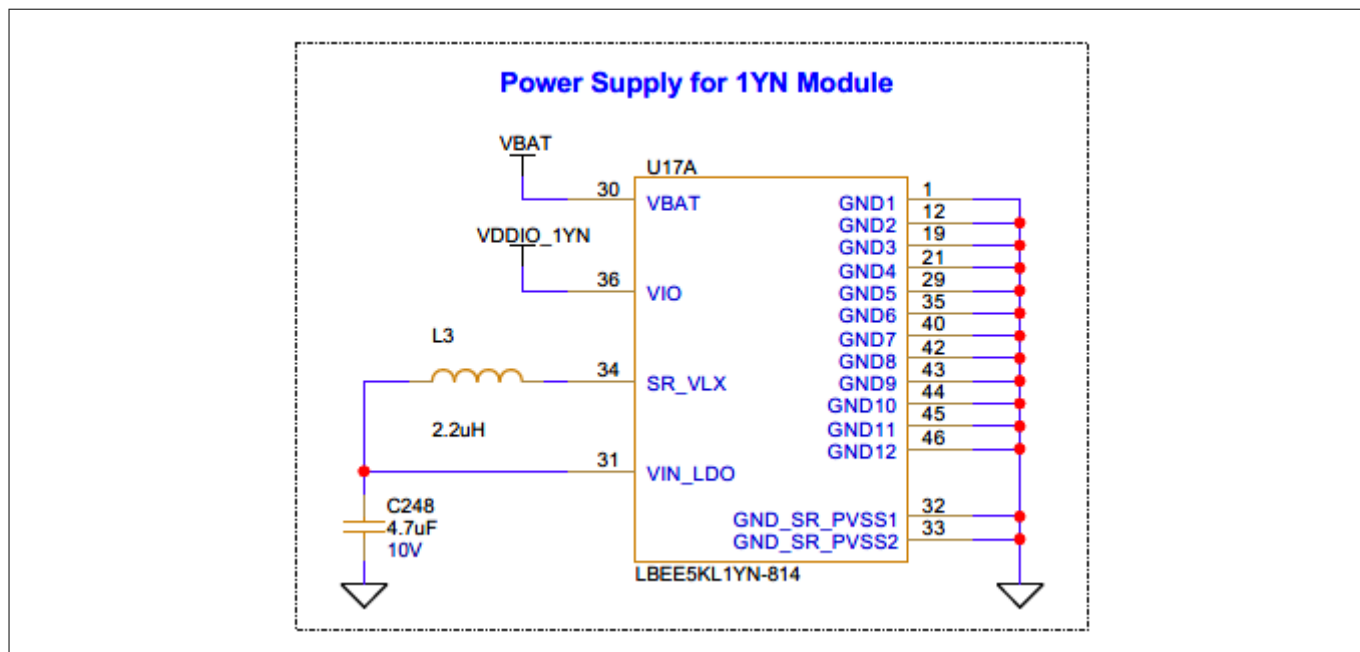 Power Supply for 1YN Module
VBAT
U17A
30
VBAT
VDDIO_1YN
36
VIO
L3
34
SR_VLX
2.2uH
31
VIN_LDO
C248
4.7uF
10V
GND1
1
GND2
12
GND3
19
GND4
21
GND5
29
GND6
35
GND7
40
GND8
42
GND9
43
GND10
44
GND11
45
GND12
46
GND_SR_PVSS1
32
GND_SR_PVSS2
33
LBEE5KL1YN-814